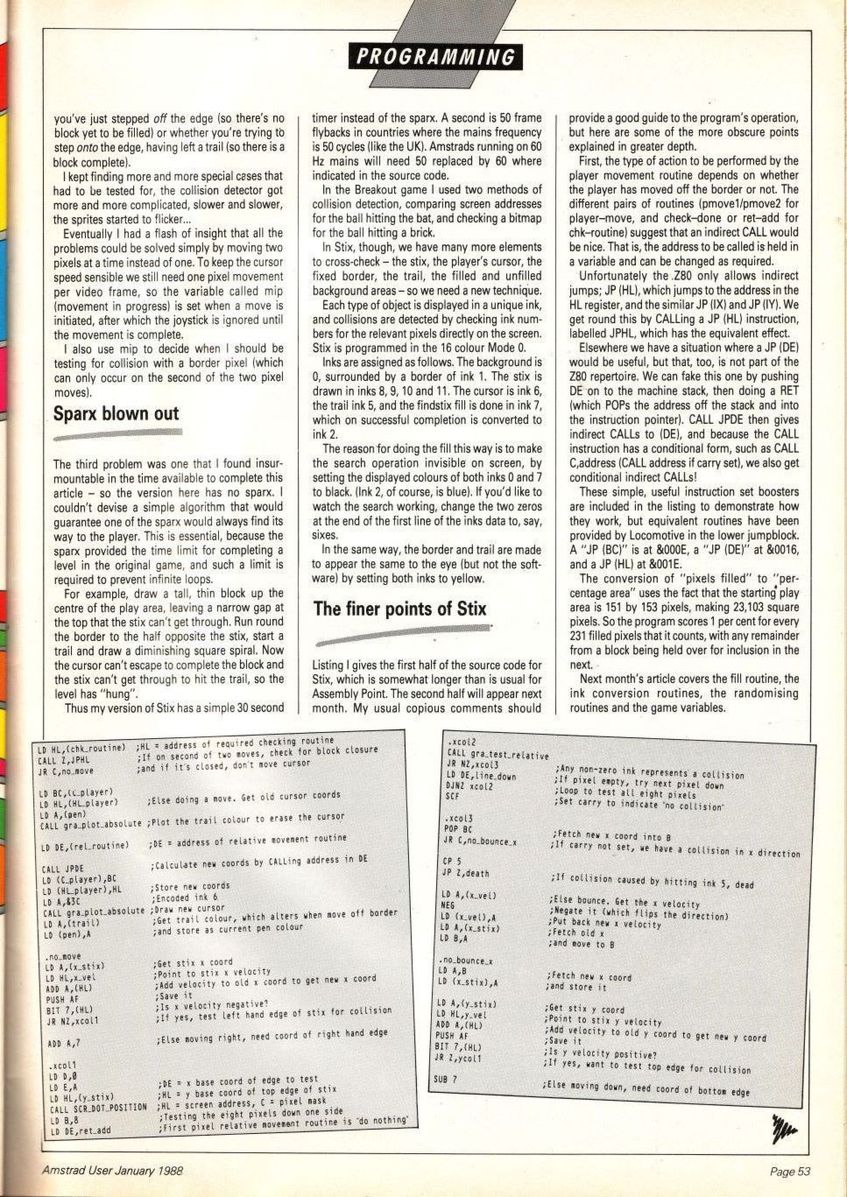 PROGRAMMING
you've just stepped off the edge (so there's no
block yet to be filled) or whether you're trying to
step onto the edge, having left a trail (so there is a
block complete).
I kept finding more and more special cases that
had to be tested for, the collision detector got
more and more complicated, slower and slower,
the sprites started to flicker...
Eventually I had a flash of insight that all the
problems could be solved simply by moving two
pixels at a time instead of one. To keep the cursor
speed sensible we still need one pixel movement
per video frame, so the variable called mip
(movement in progress) is set when a move is
initiated, after which the joystick is ignored until
the movement is complete.
I also use mip to decide when I should be
testing for collision with a border pixel (which
can only occur on the second of the two pixel
moves).
Sparx blown out
The third problem was one that I found insur-
mountable in the time available to complete this
article – so the version here has no sparx. I
couldn't devise a simple algorithm that would
guarantee one of the sparx would always find its
way to the player. This is essential, because the
sparx provided the time limit for completing a
level in the original game, and such a limit is
required to prevent infinite loops.
For example, draw a tall, thin block up the
centre of the play area, leaving a narrow gap at
the top that the stix can't get through. Run round
the border to the half opposite the stix, start a
trail and draw a diminishing square spiral. Now
the cursor can't escape to complete the block and
the stix can't get through to hit the trail, so the
level has "hung".
Thus my version of Stix has a simple 30 second
timer instead of the sparx. A second is 50 frame
flybacks in countries where the mains frequency
is 50 cycles (like the UK). Amstrads running on 60
Hz mains will need 50 replaced by 60 where
indicated in the source code.
In the Breakout game I used two methods of
collision detection, comparing screen addresses
for the ball hitting the bat, and checking a bitmap
for the ball hitting a brick.
In Stix, though, we have many more elements
to cross-check – the stix, the player's cursor, the
fixed border, the trail, the filled and unfilled
background areas – so we need a new technique.
Each type of object is displayed in a unique ink,
and collisions are detected by checking ink num-
bers for the relevant pixels directly on the screen.
Stix is programmed in the 16 colour Mode 0.
Inks are assigned as follows. The background is
0, surrounded by a border of ink 1. The stix is
drawn in inks 8, 9, 10 and 11. The cursor is ink 6,
the trail ink 5, and the findstix fill is done in ink 7,
which on successful completion is converted to
ink 2.
The reason for doing the fill this way is to make
the search operation invisible on screen, by
setting the displayed colours of both inks 0 and 7
to black. (Ink 2, of course, is blue). If you'd like to
watch the search working, change the two zeros
at the end of the first line of the inks data to, say,
sixes.
In the same way, the border and trail are made
to appear the same to the eye (but not the soft-
ware) by setting both inks to yellow.
The finer points of Stix
Listing I gives the first half of the source code for
Stix, which is somewhat longer than is usual for
Assembly Point. The second half will appear next
month. My usual copious comments should
provide a good guide to the program's operation,
but here are some of the more obscure points
explained in greater depth.
First, the type of action to be performed by the
player movement routine depends on whether
the player has moved off the border or not. The
different pairs of routines (pmove1/pmove2 for
player–move, and check–done or ret–add for
chk–routine) suggest that an indirect CALL would
be nice. That is, the address to be called is held in
a variable and can be changed as required.
Unfortunately the .Z80 only allows indirect
jumps; JP (HL), which jumps to the address in the
HL register, and the similar JP (IX) and JP (IY). We
get round this by CALLing a JP (HL) instruction,
labelled JPHL, which has the equivalent effect.
Elsewhere we have a situation where a JP (DE)
would be useful, but that, too, is not part of the
Z80 repertoire. We can fake this one by pushing
DE on to the machine stack, then doing a RET
(which POPs the address off the stack and into
the instruction pointer). CALL JPDE then gives
indirect CALLs to (DE), and because the CALL
instruction has a conditional form, such as CALL
C,address (CALL address if carry set), we also get
conditional indirect CALLs!
These simple, useful instruction set boosters
are included in the listing to demonstrate how
they work, but equivalent routines have been
provided by Locomotive in the lower jumpblock.
A "JP (BC)" is at &000E, a "JP (DE)" at &0016,
and a JP (HL) at &001E.
The conversion of "pixels filled" to "per-
centage area" uses the fact that the starting play
area is 151 by 153 pixels, making 23,103 square
pixels. So the program scores 1 per cent for every
231 filled pixels that it counts, with any remainder
from a block being held over for inclusion in the
next.
Next month's article covers the fill routine, the
ink conversion routines, the randomising
routines and the game variables.
LD HL,(chk_routine) ;HL = address of required checking routine
CALL Z,JPHL ;If on second of two moves, check for block closure
JR C,no_move ;and if it's closed, don't move cursor
LD BC,(C_player)
LD HL,(HL_player) ;Else doing a move. Get old cursor coords
LD A,(pen)
CALL gra_plot_absolute ;Plot the trail colour to erase the cursor
LD DE,(rel_routine) ;DE = address of relative movement routine
CALL JPDE ;Calculate new coords by CALLing address in DE
LD (C_player),BC
LD (HL_player),HL ;Store new coords
LD A,&3C ;Encoded ink 6
CALL gra_plot_absolute ;Draw new cursor
LD A,(trail) ;Get trail colour, which alters when move off border
LD (pen),A ;and store as current pen colour
.no_move
LD A,(x_stix) ;Get stix x coord
LD HL,x_vel ;Point to stix x velocity
ADD A,(HL) ;Add velocity to old x coord to get new x coord
PUSH AF ;Save it
BIT 7,(HL) ;Is x velocity negative?
JR NZ,xcol1 ;If yes, test left hand edge of stix for collision
ADD A,7 ;Else moving right, need coord of right hand edge
.xcol1
LD D,0
LD E,A ;DE = x base coord of edge to test
LD HL,(y_stix) ;HL = y base coord of top edge of stix
CALL SCR_DOT_POSITION ;HL = screen address, C = pixel mask
LD B,8 ;Testing the eight pixels down one side
LD DE,ret_add ;First pixel relative movement routine is "do nothing"
.xcol2
CALL gra_test_relative
JR NZ,xcol3 ;Any non-zero ink represents a collision
LD DE,line_down ;If pixel empty, try next pixel down
DJNZ xcol2 ;Loop to test all eight pixels
SCF ;Set carry to indicate "no collision"
.xcol3
POP BC ;Fetch new x coord into B
JR C,no_bounce_x ;If carry not set, we have a collision in x direction
CP 5
JP Z,death ;If collision caused by hitting ink 5, dead
LD A,(x_vel) ;Else bounce. Get the x velocity
NEG ;Negate it (which flips the direction)
LD (x_vel),A ;Put back new x velocity
LD A,(x_stix) ;Fetch old x
LD B,A ;and move to B
.no_bounce_x
LD A,B ;Fetch new x coord
LD (x_stix),A ;and store it
LD A,(y_stix) ;Get stix y coord
LD HL,y_vel ;Point to stix y velocity
ADD A,(HL) ;Add velocity to old y coord to get new y coord
PUSH AF ;Save it
BIT 7,(HL) ;Is y velocity positive?
JR Z,ycol1 ;If yes, want to test top edge for collision
SUB 7 ;Else moving down, need coord of bottom edge
Amstrad User January 1988
Page 53